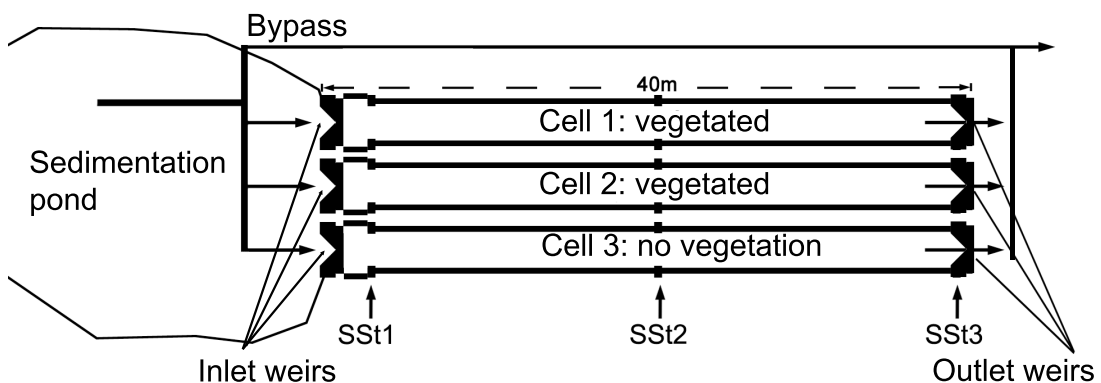 Bypass
40m
Cell 1: vegetated
Sedimentation
pond
Cell 2: vegetated
Cell 3: no vegetation
SSt1
SSt2
SSt3
Inlet weirs
Outlet weirs